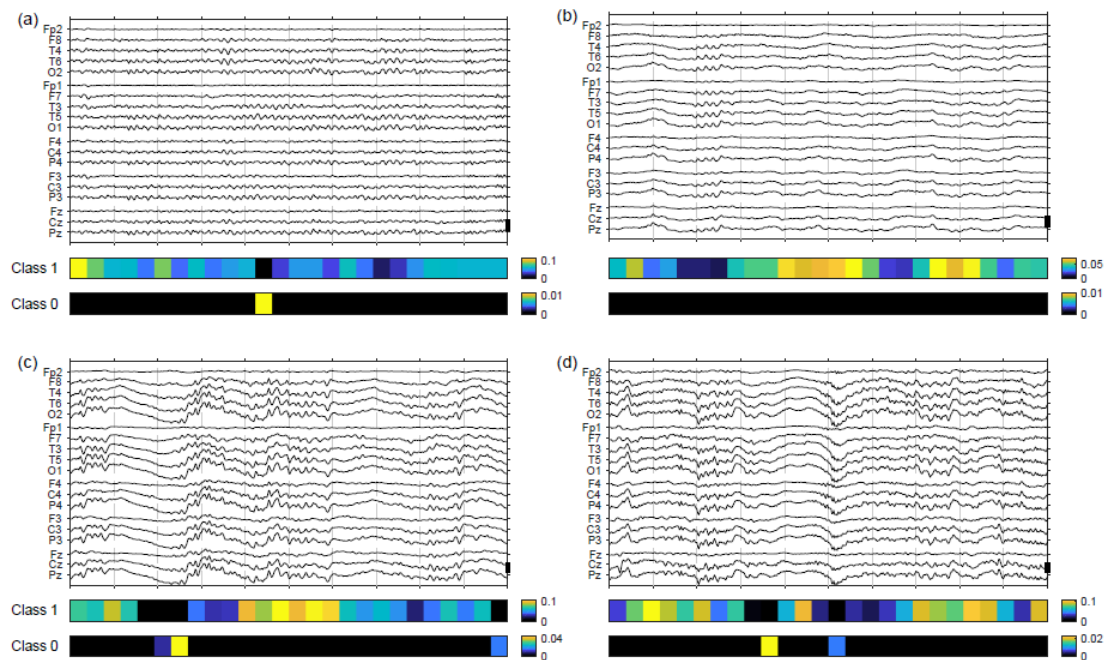 (a)
Fp2
F8
T4
T6
O2
Fp1
F7
T3
T5
O1
F4
C4
P4
F3
C3
P3
Fz
Cz
Pz
Class 1
0.1
0
Class 0
0.01
0
(b)
Fp2
F8
T4
T6
O2
Fp1
F7
T3
T5
O1
F4
C4
P4
F3
C3
P3
Fz
Cz
Pz
0.05
0
0.01
0
(c)
Fp2
F8
T4
T6
O2
Fp1
F7
T3
T5
O1
F4
C4
P4
F3
C3
P3
Fz
Cz
Pz
Class 1
0.1
0
Class 0
0.04
0
(d)
Fp2
F8
T4
T6
O2
Fp1
F7
T3
T5
O1
F4
C4
P4
F3
C3
P3
Fz
Cz
Pz
0.1
0
0.02
0